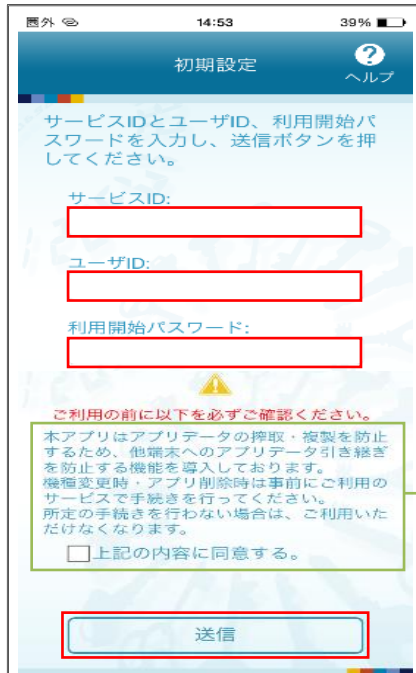 圏外
14:53
39%
初期設定
?
ヘルプ
サービスIDとユーザID、利用開始パ
スワードを入力し、送信ボタンを押
してください。
サービスID:
ユーザID:
利用開始パスワード:
ご利用の前に以下を必ずご確認ください。
本アプリはアプリデータの搾取・複製を防止
するため、他端末へのアプリデータ引き継ぎ
を防止する機能を導入しております。
機種変更時・アプリ削除時は事前にご利用の
サービスで手続きを行ってください。
所定の手続きを行わない場合は、ご利用いた
だけなくなります。
上記の内容に同意する。
送信